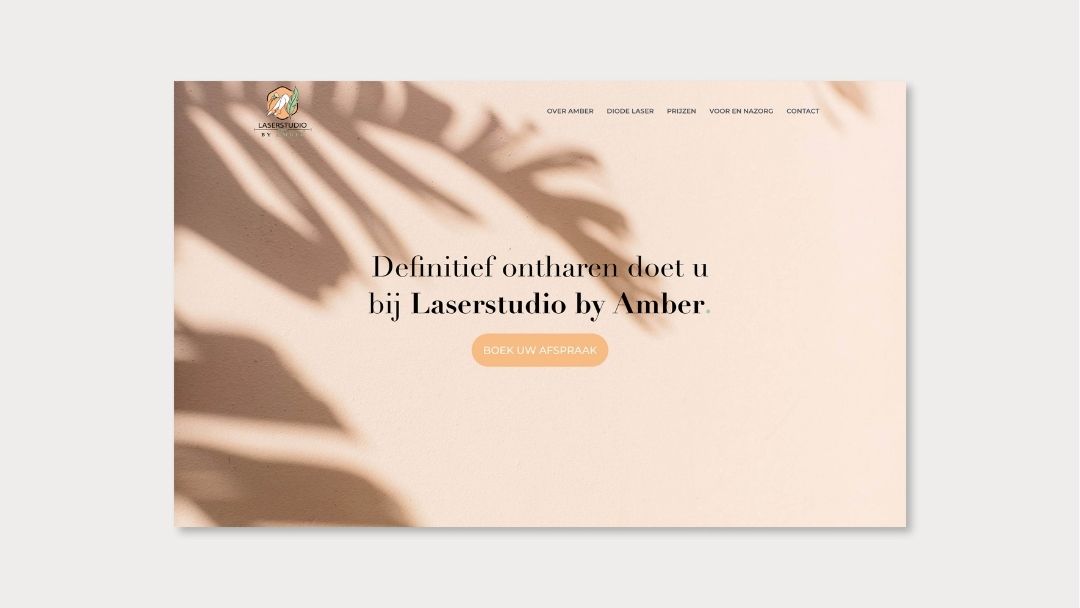 LASERSTUDIO
BY AMBER
OVER AMBER DIODE LASER PRIJZEN VOOR EN NAZORG CONTACT
Definitief ontharen doet u
bij Laserstudio by Amber.
BOEK UW AFSPRAAK